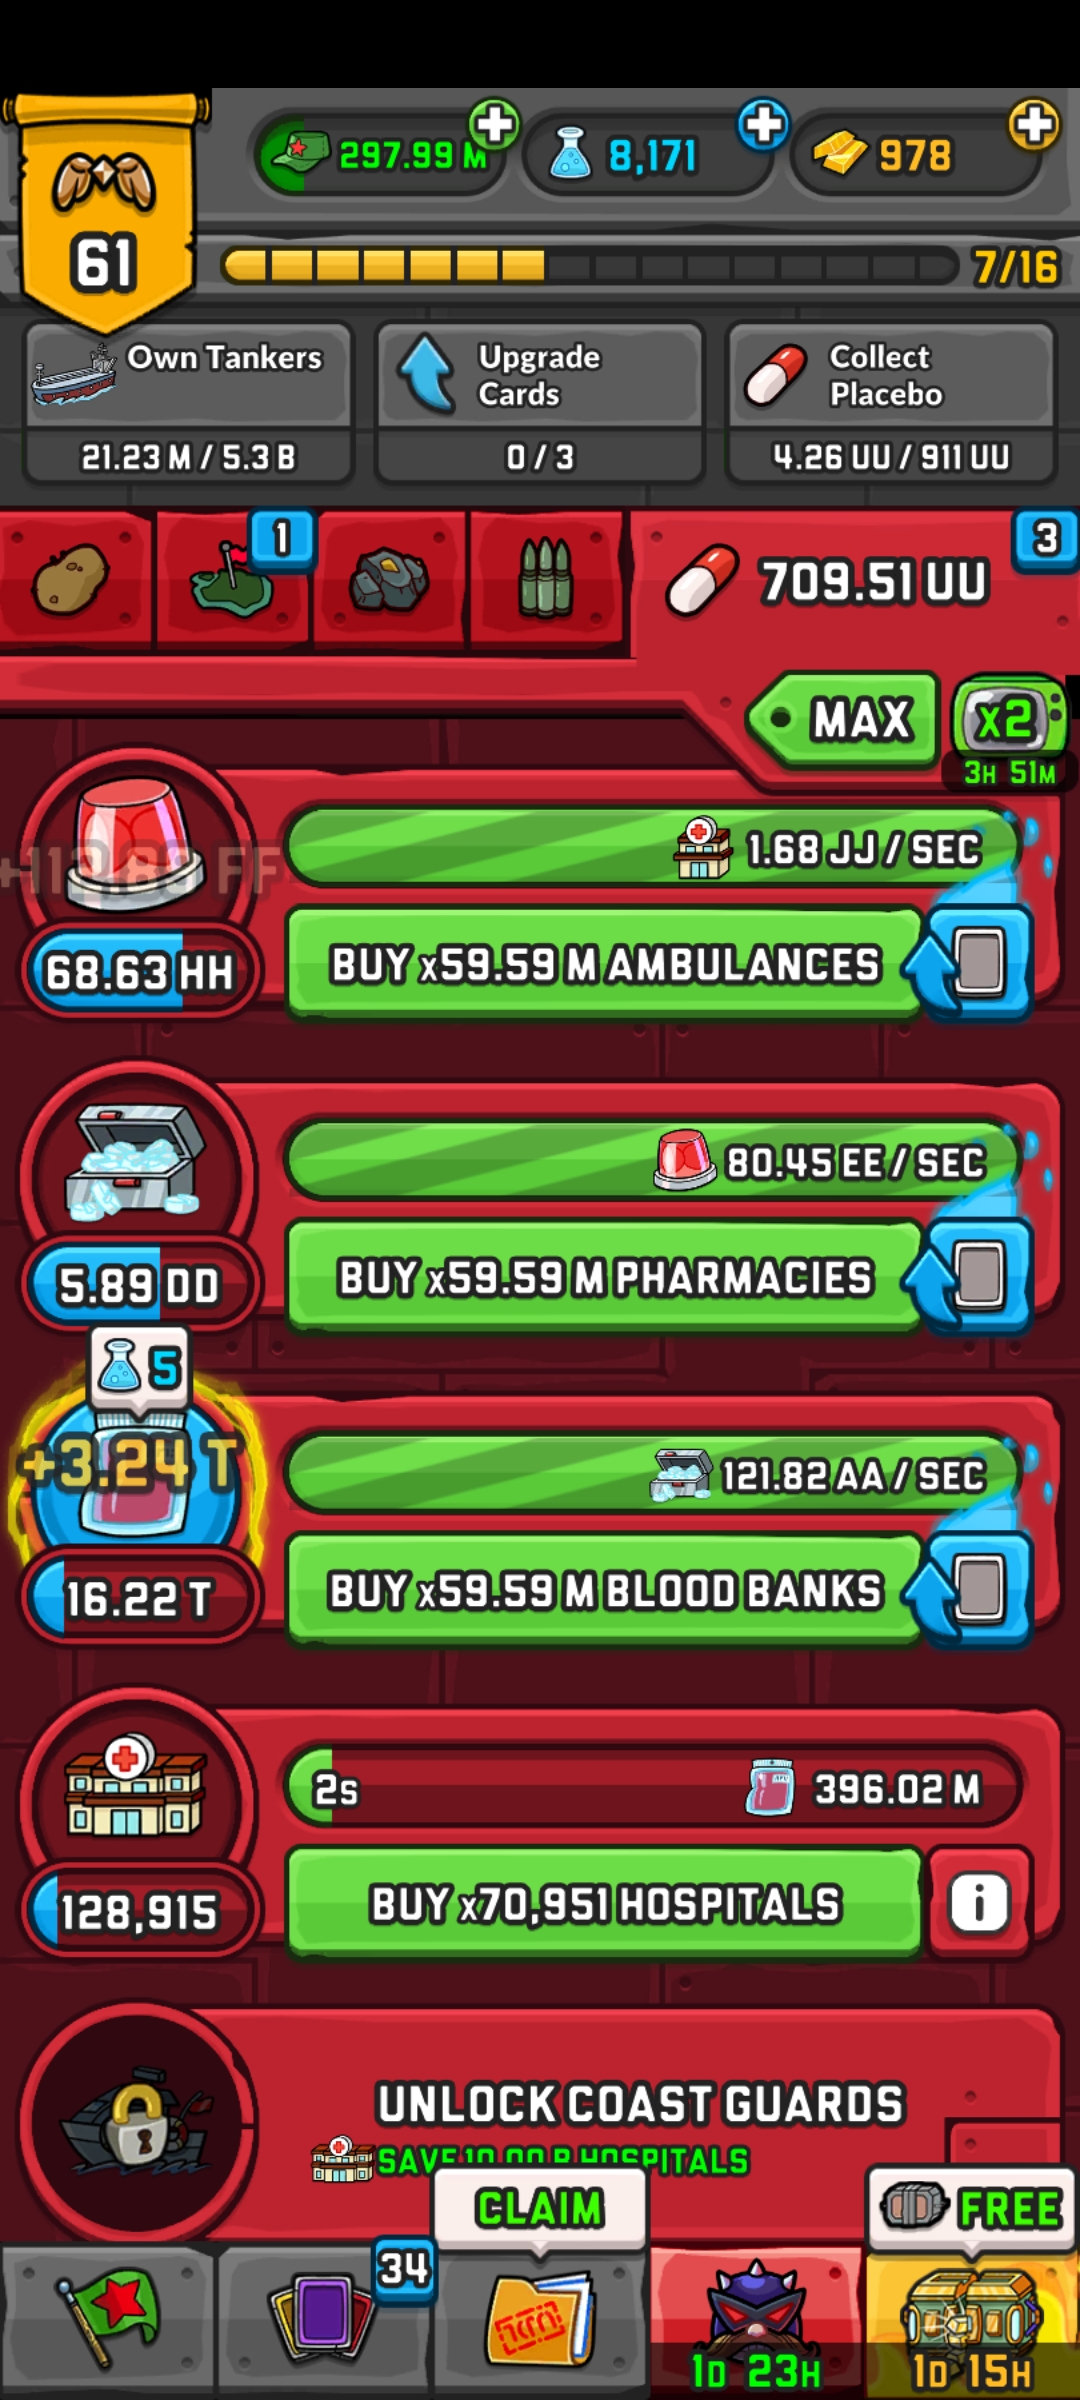 297.99 M
8,171
978
61
7/16
Own Tankers
21.23 M / 5.3 B
Upgrade
Cards
0 / 3
Collect
Placebo
4.26 UU / 911 UU
1
709.51 UU
3
MAX
x2
3H 51M
1.68 JJ / SEC
68.63 HH
BUY x59.59 M AMBULANCES
80.45 EE / SEC
5.89 DD
BUY x59.59 M PHARMACIES
5
+3.24 T
121.82 AA / SEC
16.22 T
BUY x59.59 M BLOOD BANKS
2s
396.02 M
128,915
BUY x70,951 HOSPITALS
i
UNLOCK COAST GUARDS
SAVE 10.00 B HOSPITALS
CLAIM
FREE
34
1D 23H
1D 15H